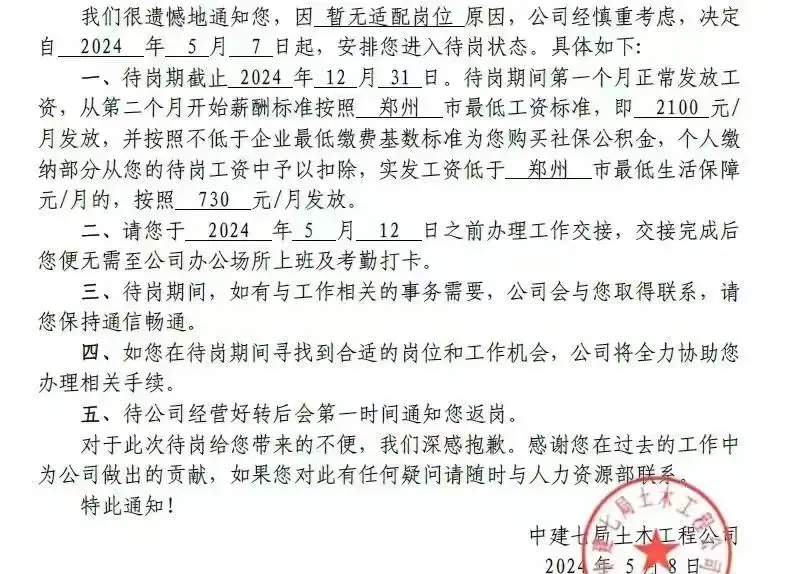 我们很遗憾地通知您，因 暂无适配岗位 原因，公司经慎重考虑，决定
自 2024 年 5 月 7 日起，安排您进入待岗状态。具体如下：
一、待岗期截止 2024 年 12 月 31 日。待岗期间第一个月正常发放工
资，从第二个月开始薪酬标准按照 郑州 市最低工资标准，即 2100 元/
月发放，并按照不低于企业最低缴费基数标准为您购买社保公积金，个人缴
纳部分从您的待岗工资中予以扣除，实发工资低于 郑州 市最低生活保障
元/月的，按照 730 元/月发放。
二、请您于 2024 年 5 月 12 日之前办理工作交接，交接完成后
您便无需至公司办公场所上班及考勤打卡。
三、待岗期间，如有与工作相关的事务需要，公司会与您取得联系，请
您保持通信畅通。
四、如您在待岗期间寻找到合适的岗位和工作机会，公司将全力协助您
办理相关手续。
五、待公司经营好转后会第一时间通知您返岗。
对于此次待岗给您带来的不便，我们深感抱歉。感谢您在过去的工作中
为公司做出的贡献，如果您对此有任何疑问请随时与人力资源部联系。
特此通知！
中建七局土木工程公司
2024 年 5 月 8 日
建七局土木工程公司